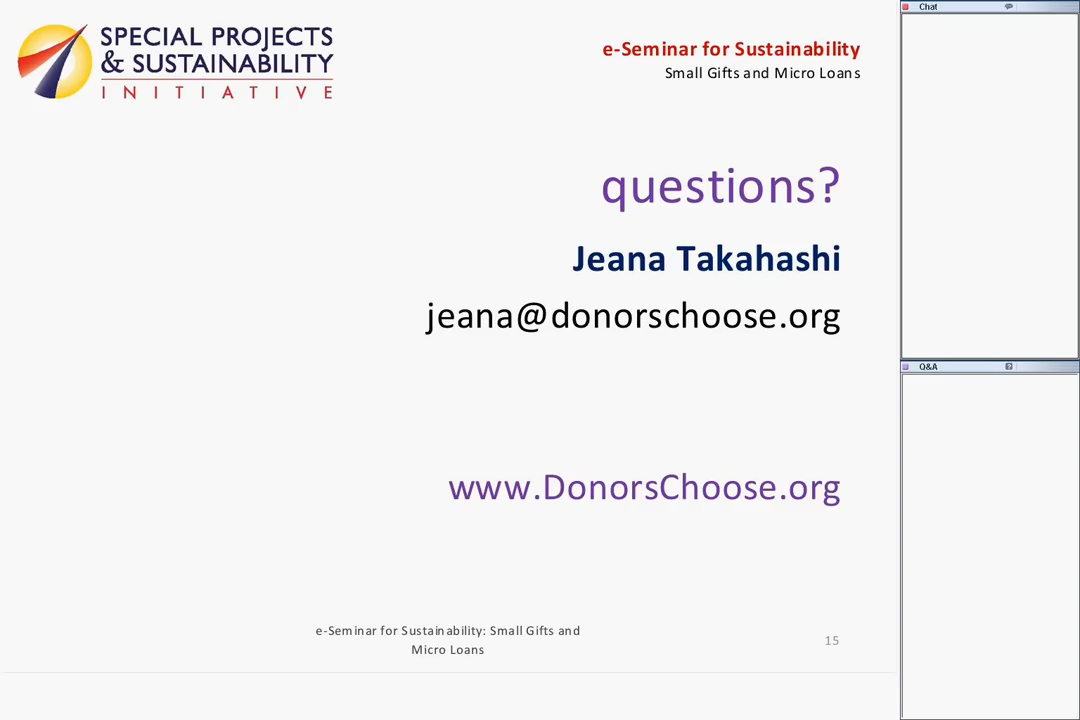 SPECIAL PROJECTS
& SUSTAINABILITY
INITIATIVE
e-Seminar for Sustainability
Small Gifts and Micro Loans
questions?
Jeana Takahashi
jeana@donorschoose.org
www.DonorsChoose.org
e-Seminar for Sustainability: Small Gifts and
Micro Loans
15
Chat
Q&A